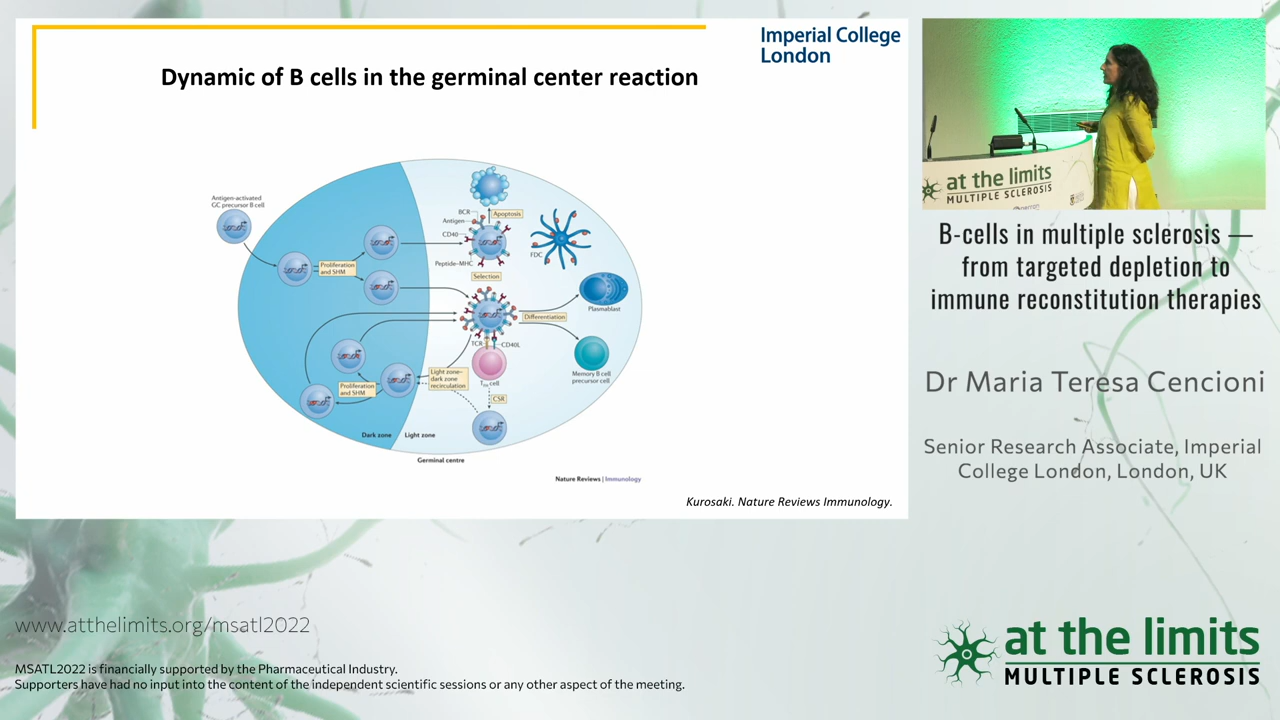 Imperial College
London
Dynamic of B cells in the germinal center reaction
Antigen-activated
GC precursor B cell
Proliferation
and SHM
BCR
Antigen
CD40
Peptide–MHC
Apoptosis
FDC
Selection
Plasmablast
Differentiation
TCR
CD40L
Memory B cell
precursor cell
TFH cell
Light zone–
dark zone
recirculation
Proliferation
and SHM
CSR
Dark zone
Light zone
Germinal centre
Nature Reviews | Immunology
Kurosaki. Nature Reviews Immunology.
at the limits
MULTIPLE SCLEROSIS
at the limits
MULTIPLE SCLEROSIS
B-cells in multiple sclerosis —
from targeted depletion to
immune reconstitution therapies
Dr Maria Teresa Cencioni
Senior Research Associate, Imperial
College London, London, UK
www.atthelimits.org/msatl2022
MSATL2022 is financially supported by the Pharmaceutical Industry.
Supporters have had no input into the content of the independent scientific sessions or any other aspect of the meeting.
at the limits
MULTIPLE SCLEROSIS